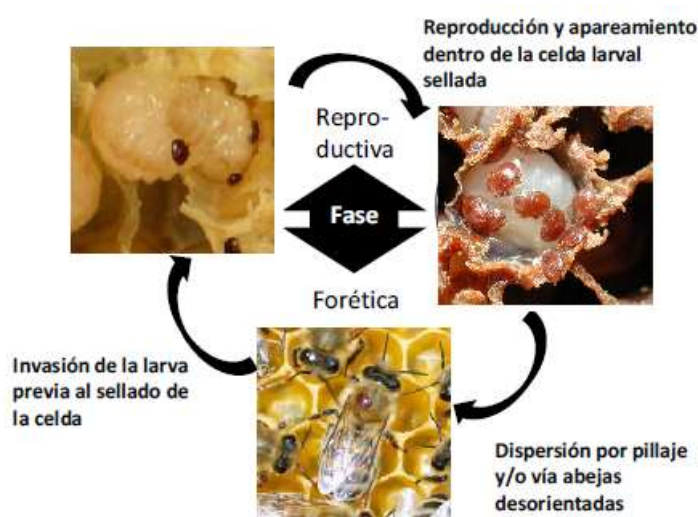 Reproducción y apareamiento
dentro de la celda larval
sellada
Repro-
ductiva
Fase
Forética
Invasión de la larva
previa al sellado de
la celda
Dispersión por pillaje
y/o vía abejas
desorientadas